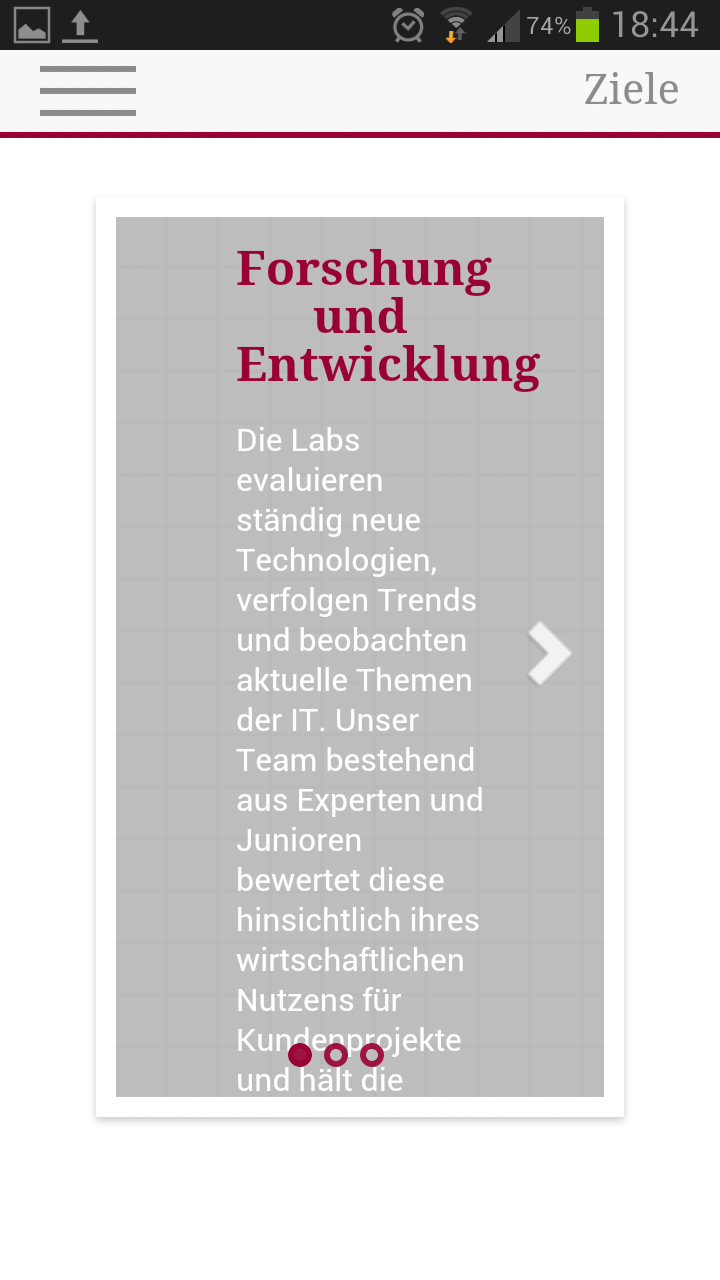 74% 18:44
Ziele
Forschung
und
Entwicklung
Die Labs
evaluieren
ständig neue
Technologien,
verfolgen Trends
und beobachten
aktuelle Themen
der IT. Unser
Team bestehend
aus Experten und
Junioren
bewertet diese
hinsichtlich ihres
wirtschaftlichen
Nutzens für
Kundenprojekte
und hält die